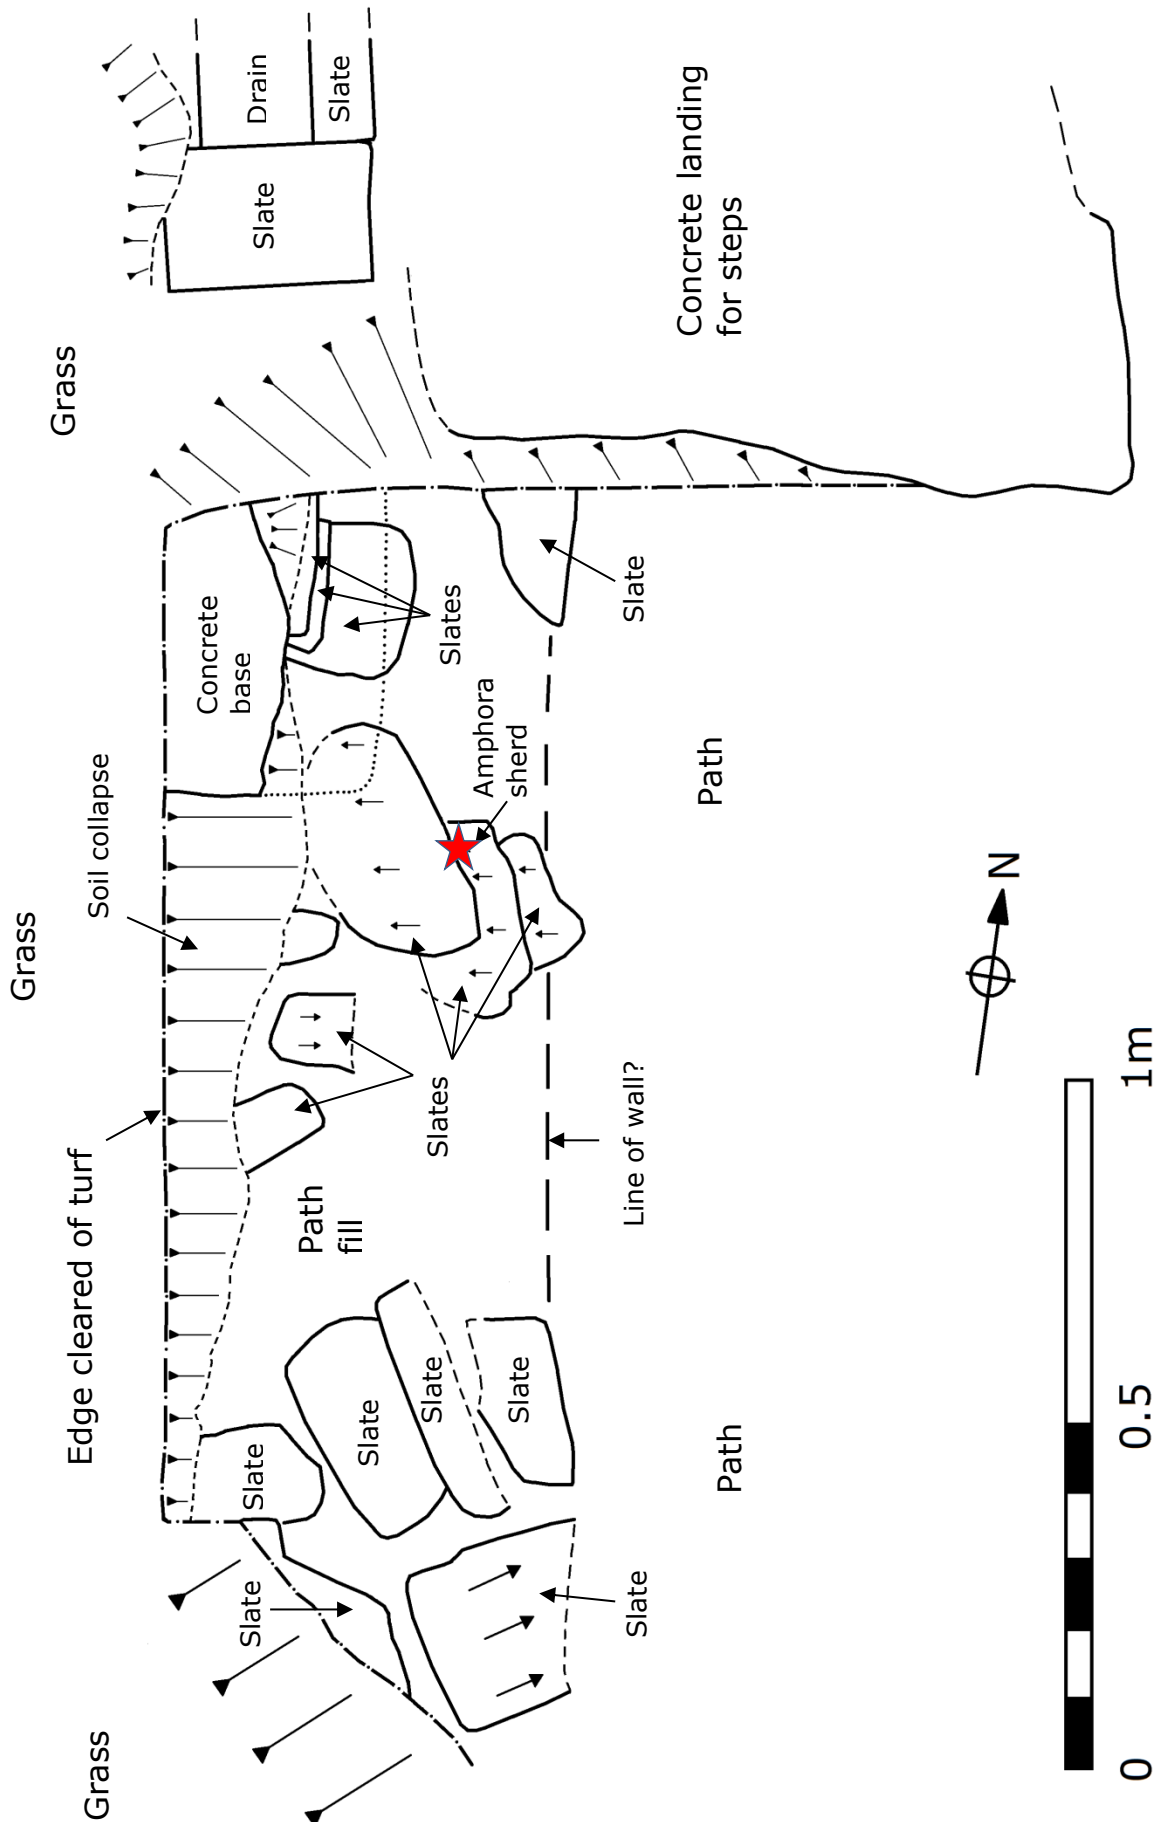 Grass
Grass
Grass
Edge cleared of turf
Soil collapse
Concrete
base
Slate
Drain
Slate
Slate
Slate
Path
fill
Slate
Slate
Slate
Slates
Slates
Amphora
sherd
Slate
Slate
Line of wall?
Concrete landing
for steps
Path
Path
N
0
0.5
1m